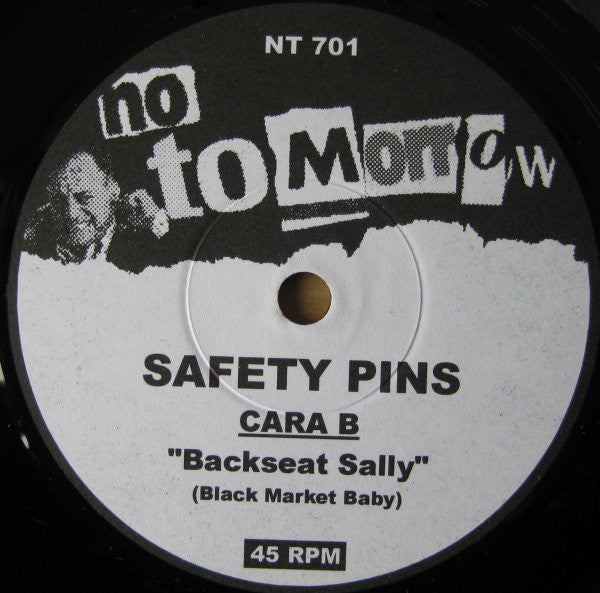 NT 701
no
toMorrow
SAFETY PINS
CARA B
"Backseat Sally"
(Black Market Baby)
45 RPM